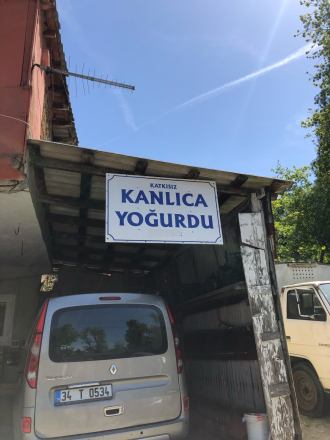 KATKISIZ
KANLICA
YOĞURDU
34 T 0534